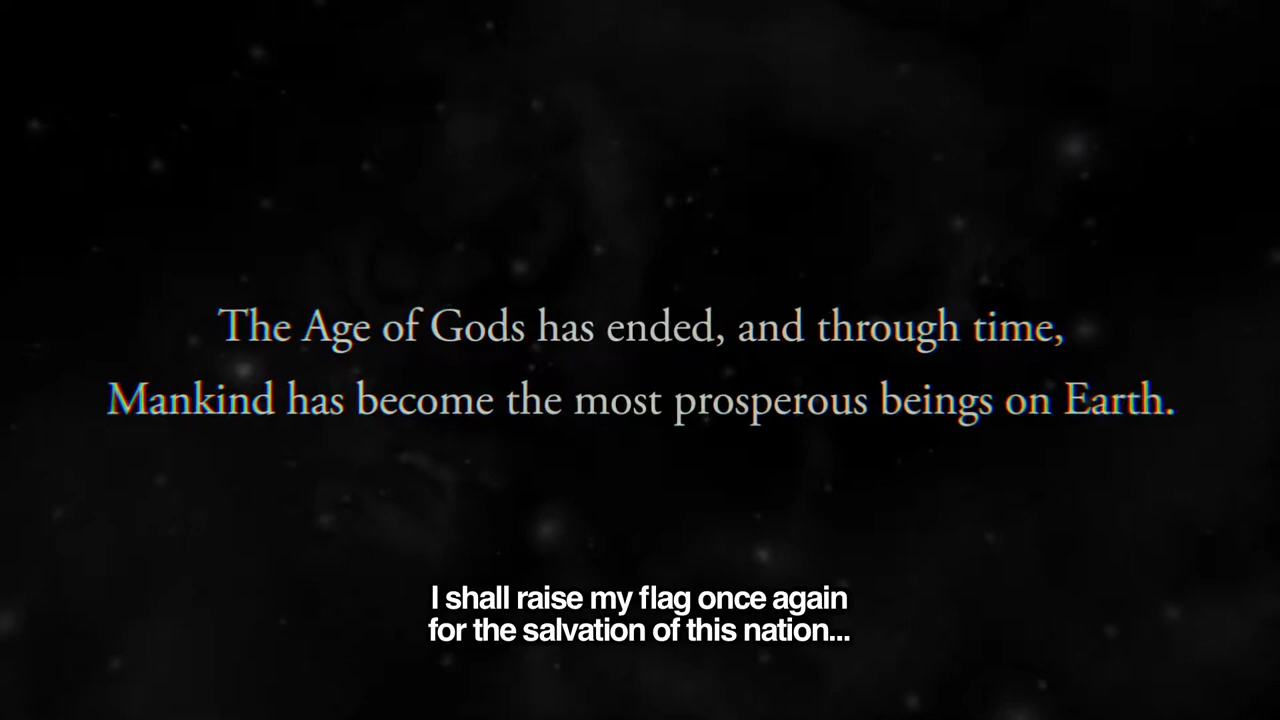 The Age of Gods has ended, and through time,
Mankind has become the most prosperous beings on Earth.
I shall raise my flag once again
for the salvation of this nation...